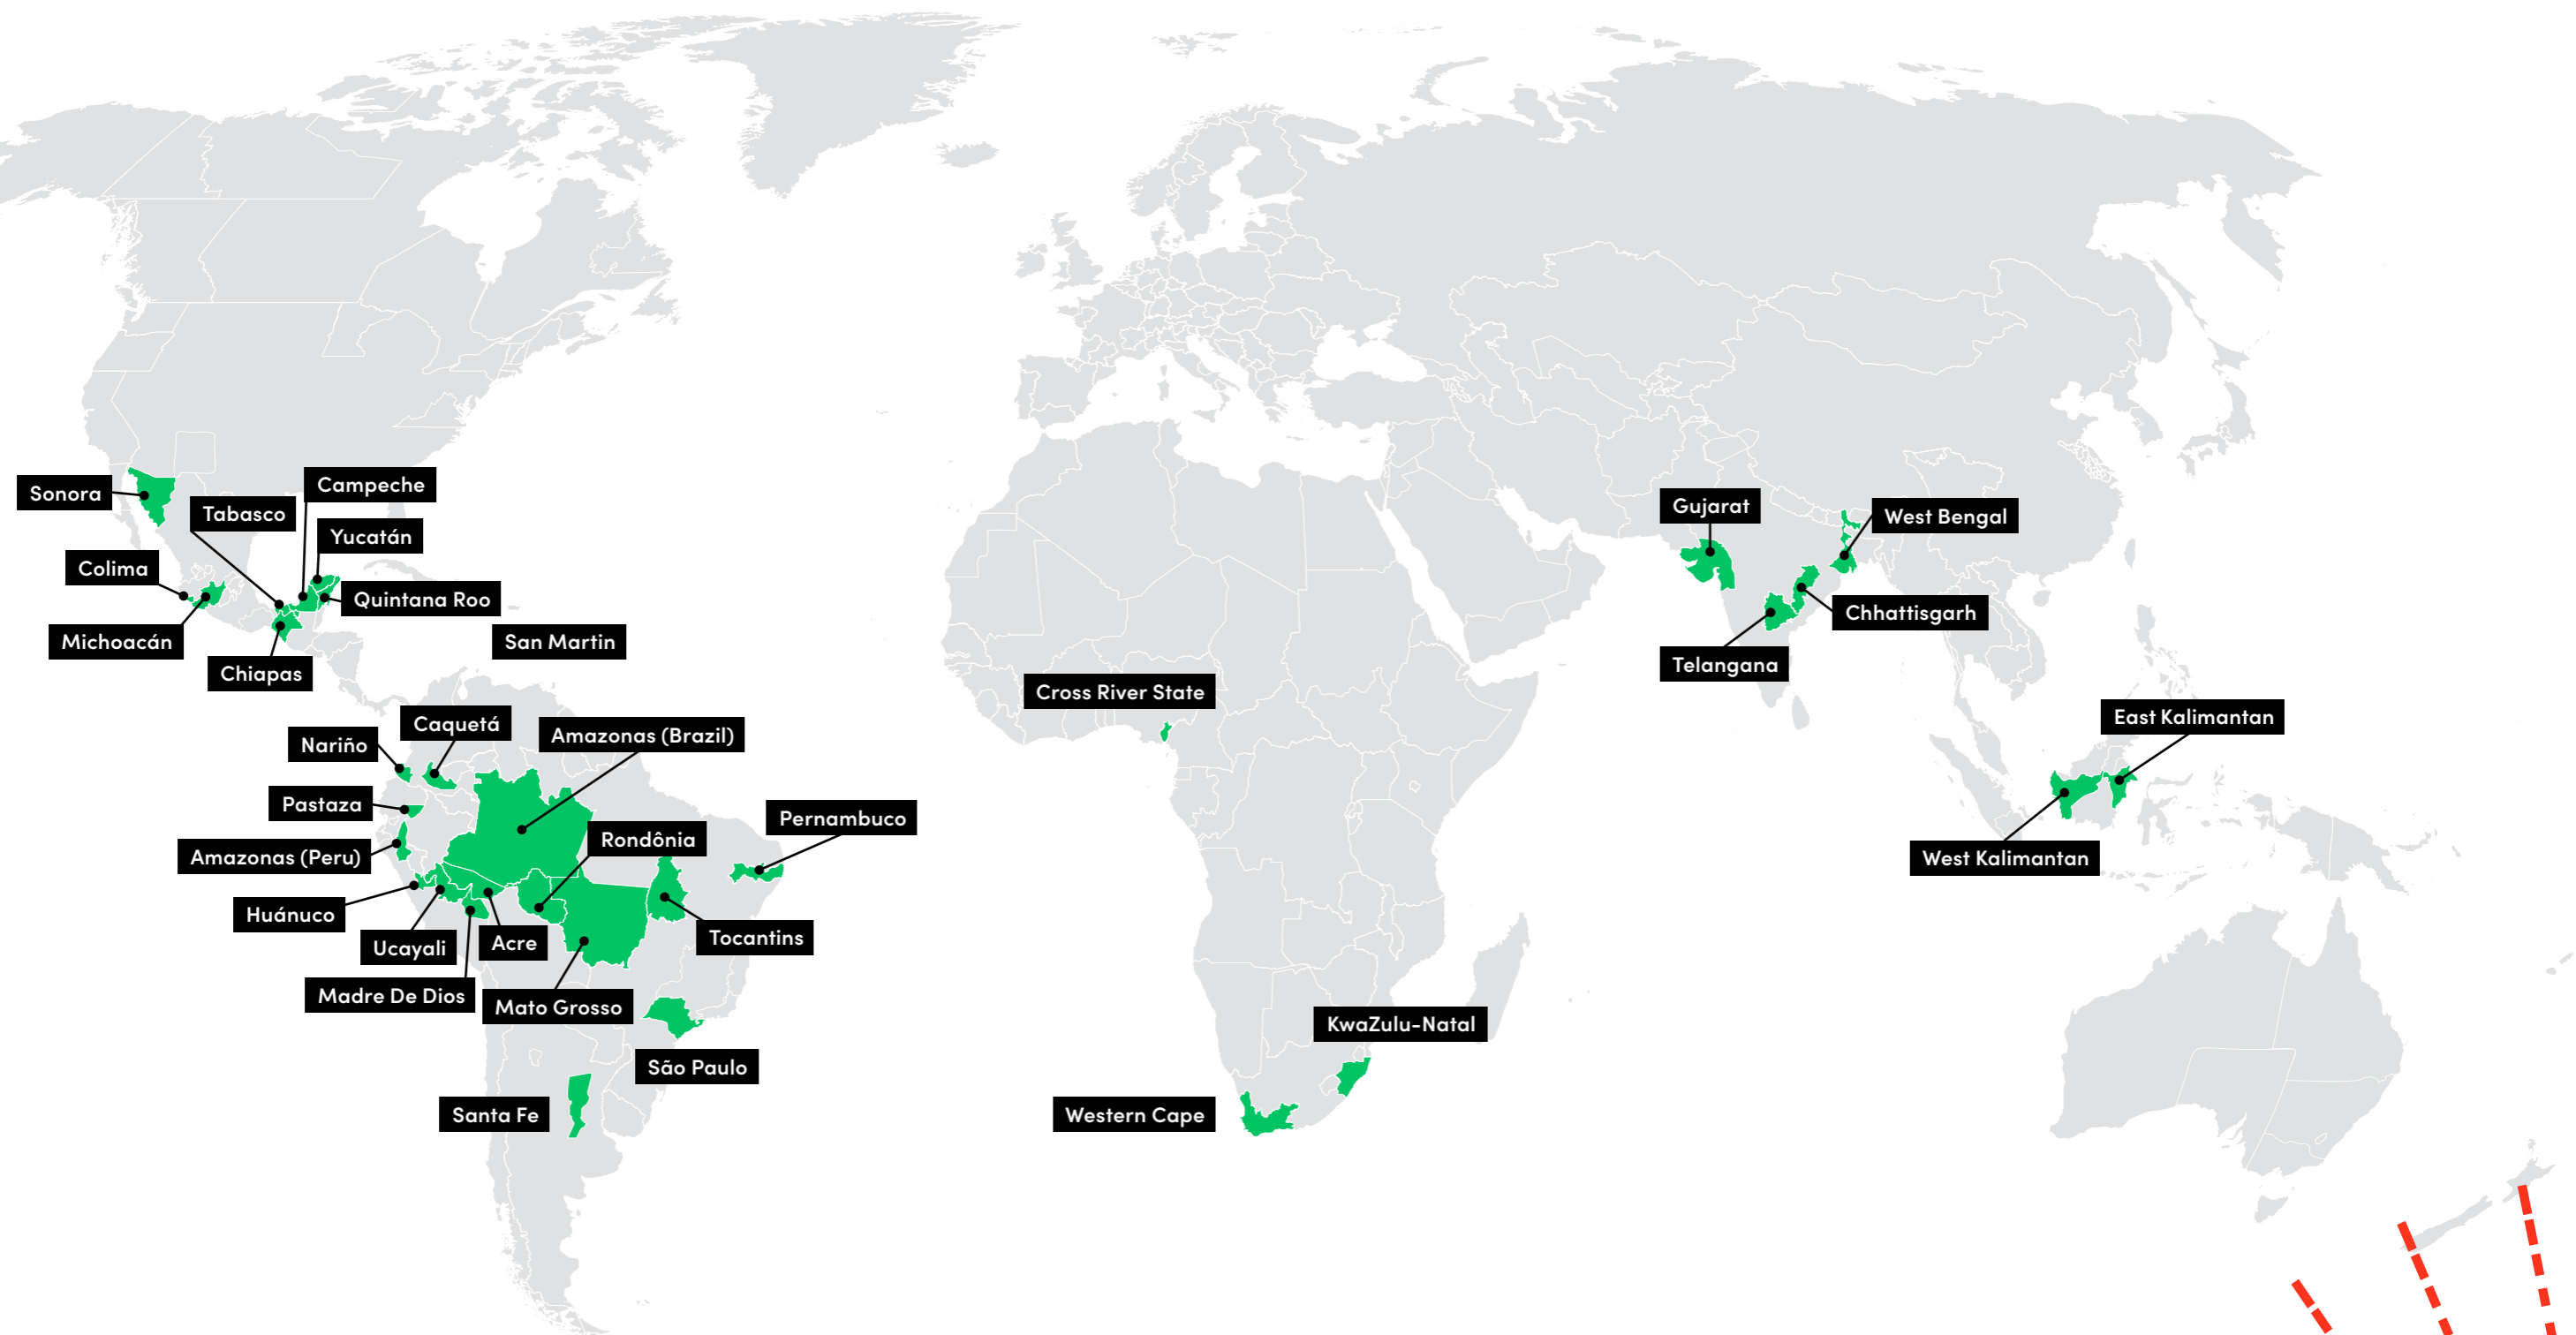 Sonora
Campeche
Tabasco
Yucatán
Colima
Quintana Roo
Michoacán
San Martin
Chiapas
Caquetá
Nariño
Amazonas (Brazil)
Pastaza
Pernambuco
Rondônia
Amazonas (Peru)
Huánuco
Ucayali
Acre
Tocantins
Madre De Dios
Mato Grosso
São Paulo
Santa Fe
Cross River State
KwaZulu-Natal
Western Cape
Gujarat
West Bengal
Chhattisgarh
Telangana
East Kalimantan
West Kalimantan